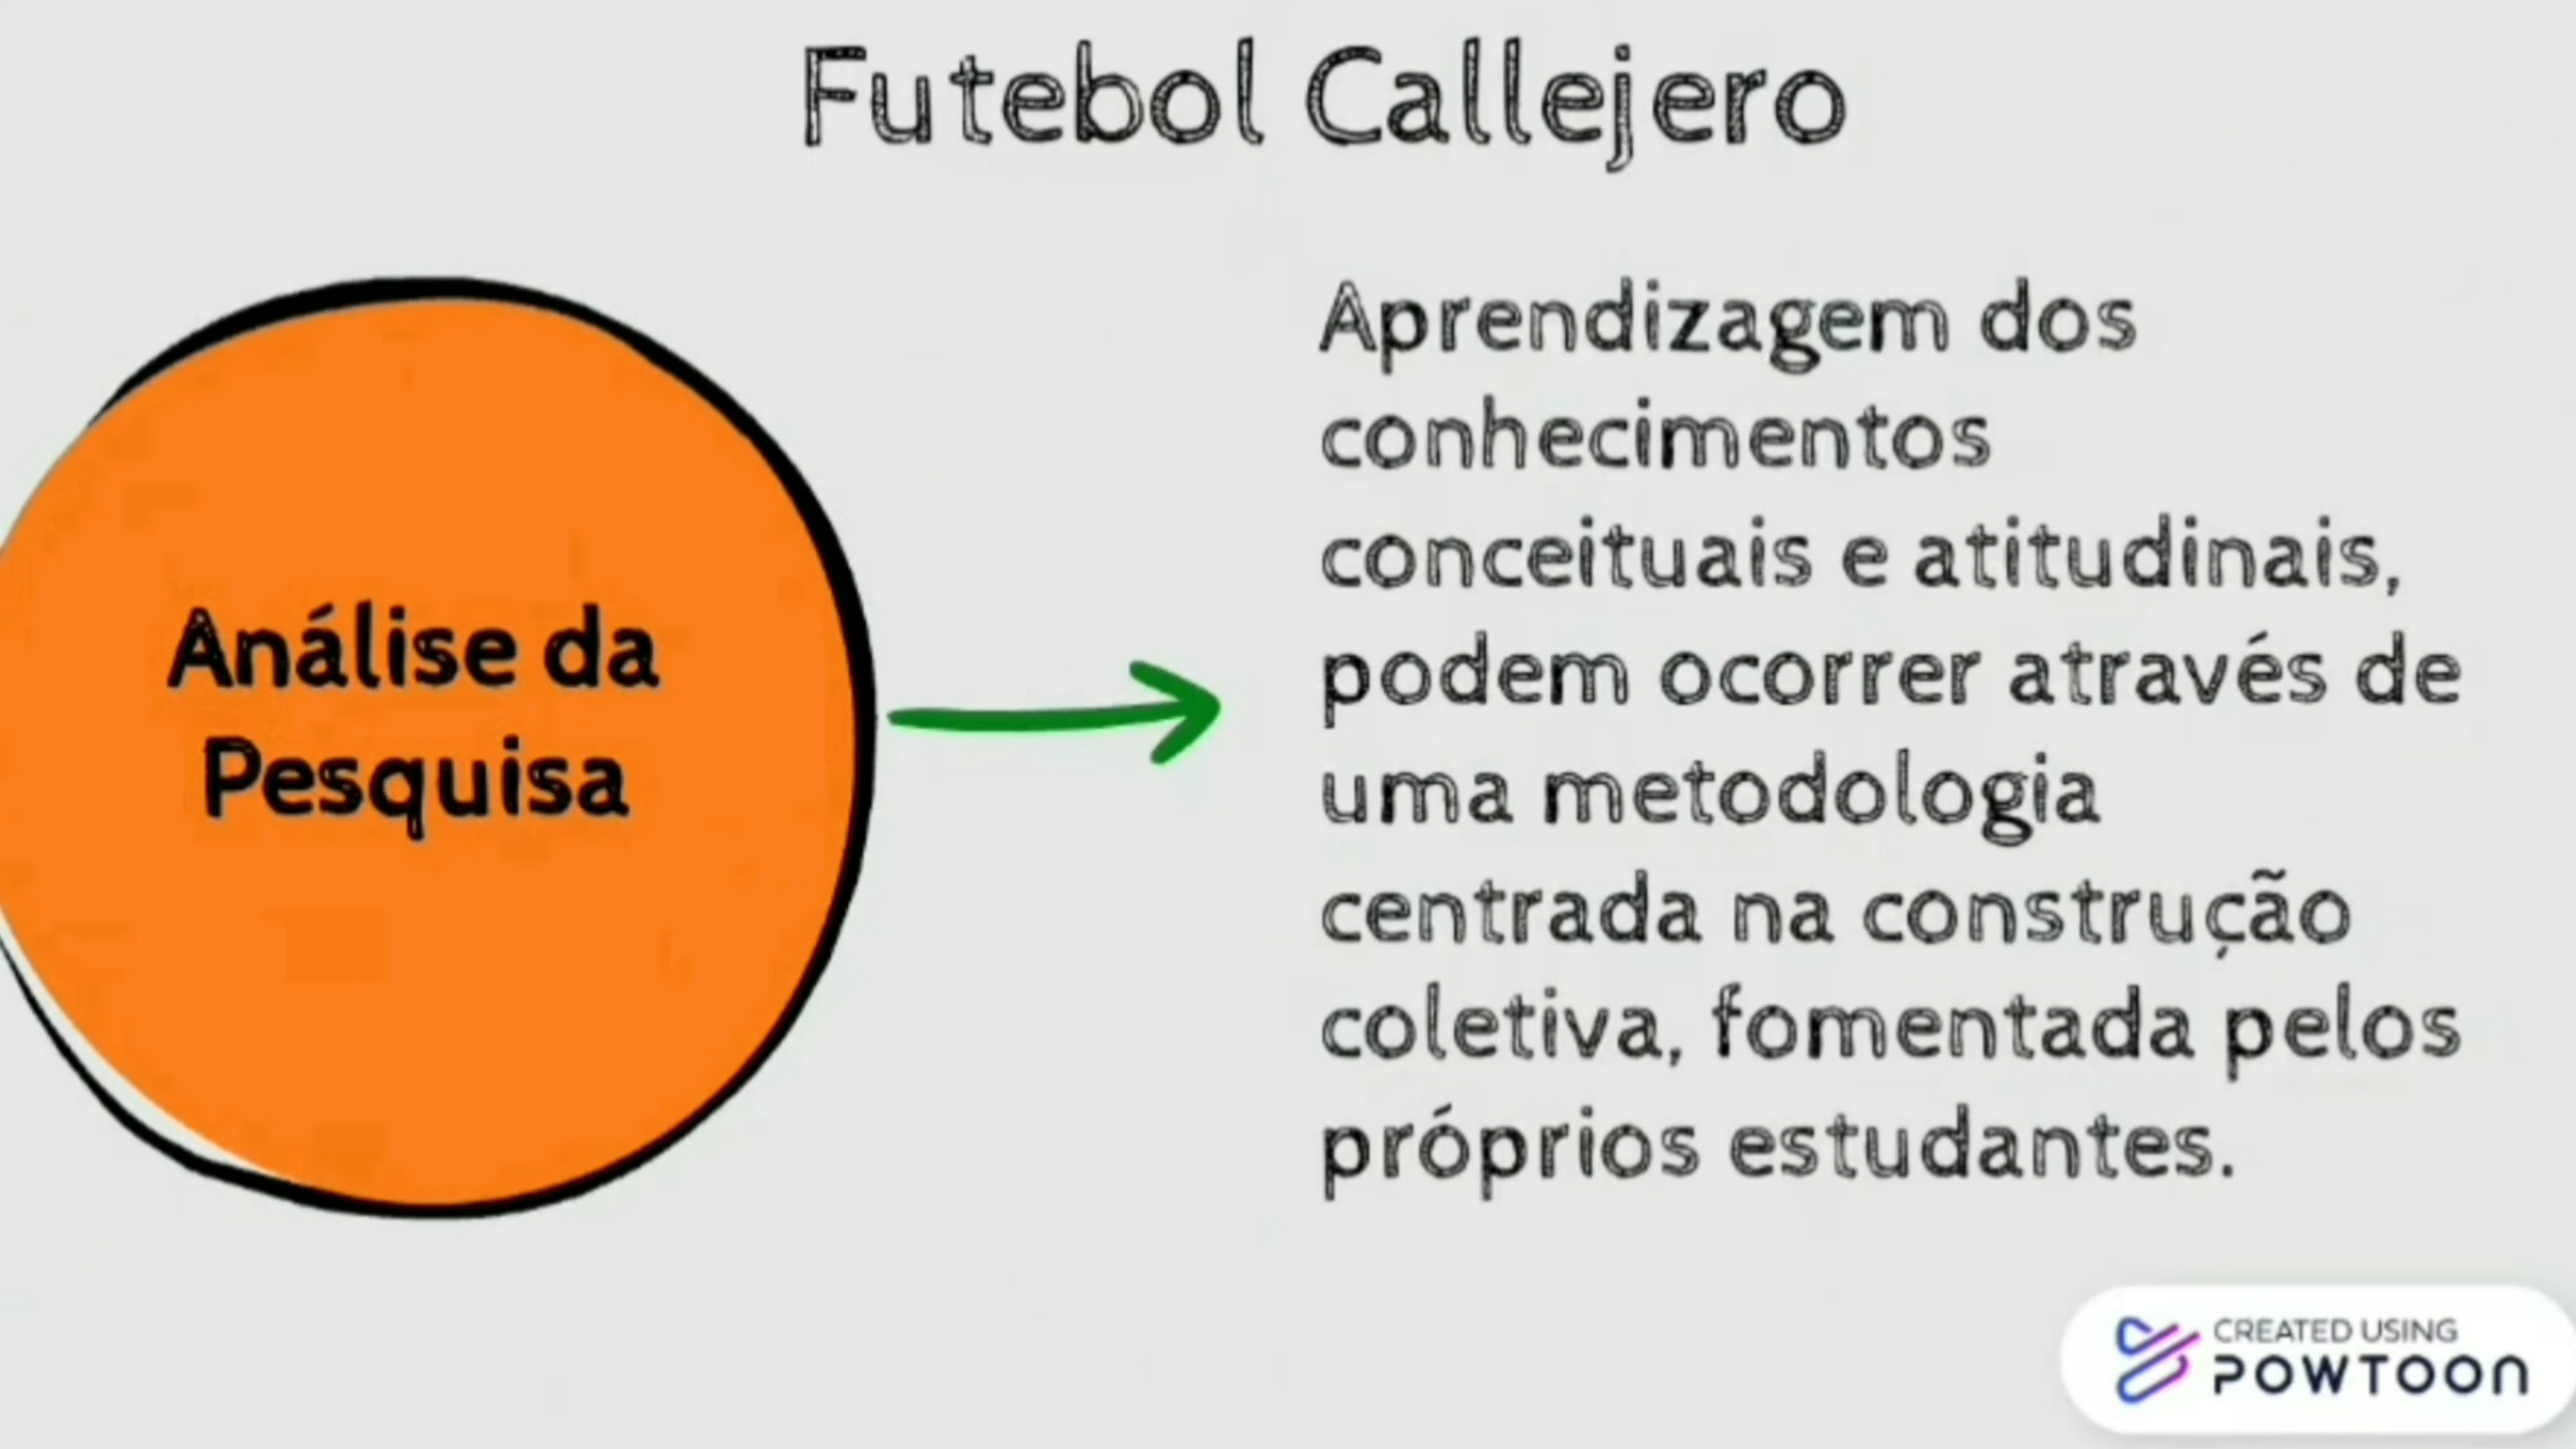 Futebol Callejero
Análise da
Pesquisa
Aprendizagem dos
conhecimentos
conceituais e atitudinais,
podem ocorrer através de
uma metodologia
centrada na construção
coletiva, fomentada pelos
próprios estudantes.
CREATED USING
POWTOON